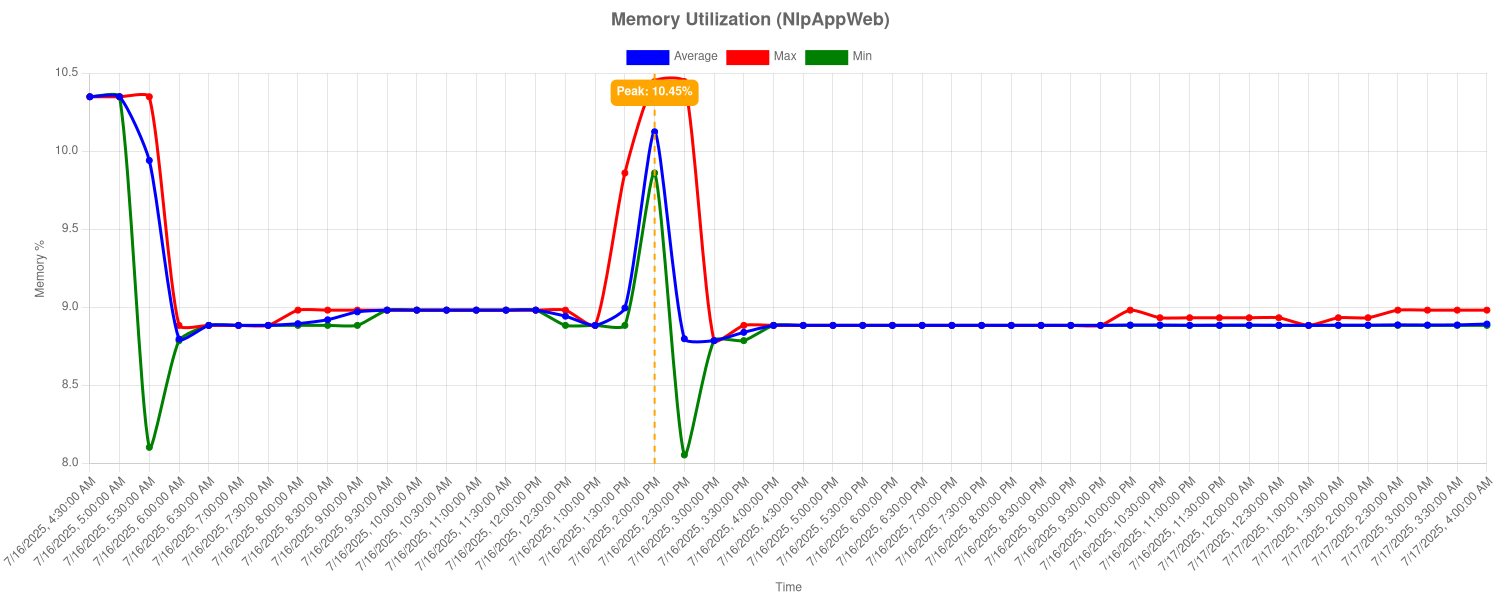 Memory Utilization (NlpAppWeb)
Average Max Min
Peak: 10.45%
10.5
10.0
9.5
9.0
8.5
8.0
Memory %
7/16/2025, 4:30:00 AM
7/16/2025, 5:00:00 AM
7/16/2025, 5:30:00 AM
7/16/2025, 6:00:00 AM
7/16/2025, 6:30:00 AM
7/16/2025, 7:00:00 AM
7/16/2025, 7:30:00 AM
7/16/2025, 8:00:00 AM
7/16/2025, 8:30:00 AM
7/16/2025, 9:00:00 AM
7/16/2025, 9:30:00 AM
7/16/2025, 10:00:00 AM
7/16/2025, 10:30:00 AM
7/16/2025, 11:00:00 AM
7/16/2025, 11:30:00 AM
7/16/2025, 12:00:00 PM
7/16/2025, 12:30:00 PM
7/16/2025, 1:00:00 PM
7/16/2025, 1:30:00 PM
7/16/2025, 2:00:00 PM
7/16/2025, 2:30:00 PM
7/16/2025, 3:00:00 PM
7/16/2025, 3:30:00 PM
7/16/2025, 4:00:00 PM
7/16/2025, 4:30:00 PM
7/16/2025, 5:00:00 PM
7/16/2025, 5:30:00 PM
7/16/2025, 6:00:00 PM
7/16/2025, 6:30:00 PM
7/16/2025, 7:00:00 PM
7/16/2025, 7:30:00 PM
7/16/2025, 8:00:00 PM
7/16/2025, 8:30:00 PM
7/16/2025, 9:00:00 PM
7/16/2025, 9:30:00 PM
7/16/2025, 10:00:00 PM
7/16/2025, 10:30:00 PM
7/16/2025, 11:00:00 PM
7/16/2025, 11:30:00 PM
7/17/2025, 12:00:00 AM
7/17/2025, 12:30:00 AM
7/17/2025, 1:00:00 AM
7/17/2025, 1:30:00 AM
7/17/2025, 2:00:00 AM
7/17/2025, 2:30:00 AM
7/17/2025, 3:00:00 AM
7/17/2025, 3:30:00 AM
7/17/2025, 4:00:00 AM
Time